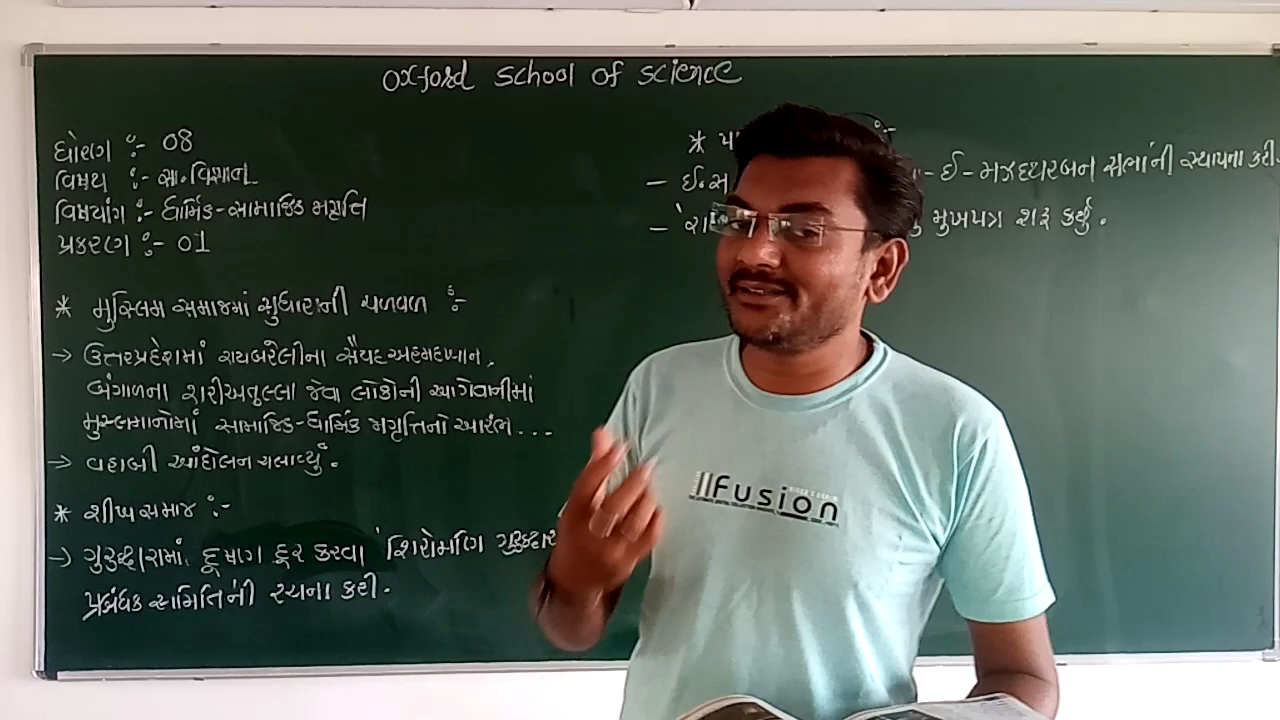 Oxford School of Science
ધોરણ :- 08
વિષય :- સા.વિજ્ઞાન
વિષયાંગ :- ધાર્મિક-સામાજિક જાગૃતિ
પ્રકરણ :- 01
* મુસ્લિમ સમાજમાં સુધારાની ચળવળ :-
→ ઉત્તરપ્રદેશમાં રાયબરેલીના સૈયદ અહમદખાન,
બંગાળના શરીઅતુલ્લા જેવા લોકોની આગેવાનીમાં
મુસ્લમાનોમાં સામાજિક-ધાર્મિક જાગૃતિનો આરંભ...
→ વહાબી આંદોલન ચલાવ્યું.
* શીખ સમાજ :-
→ ગુરુદ્વારામાં દૂષણ દૂર કરવા 'શિરોમણિ ગુરુદ્વારા
પ્રબંધક સમિતિ'ની રચના કરી.
* પા :-
- ઈ.સ - ઈ - મઝદયસ્બન સભા'ની સ્થાપના કરી.
- 'રા મુખપત્ર શરૂ કર્યું.
Fusion